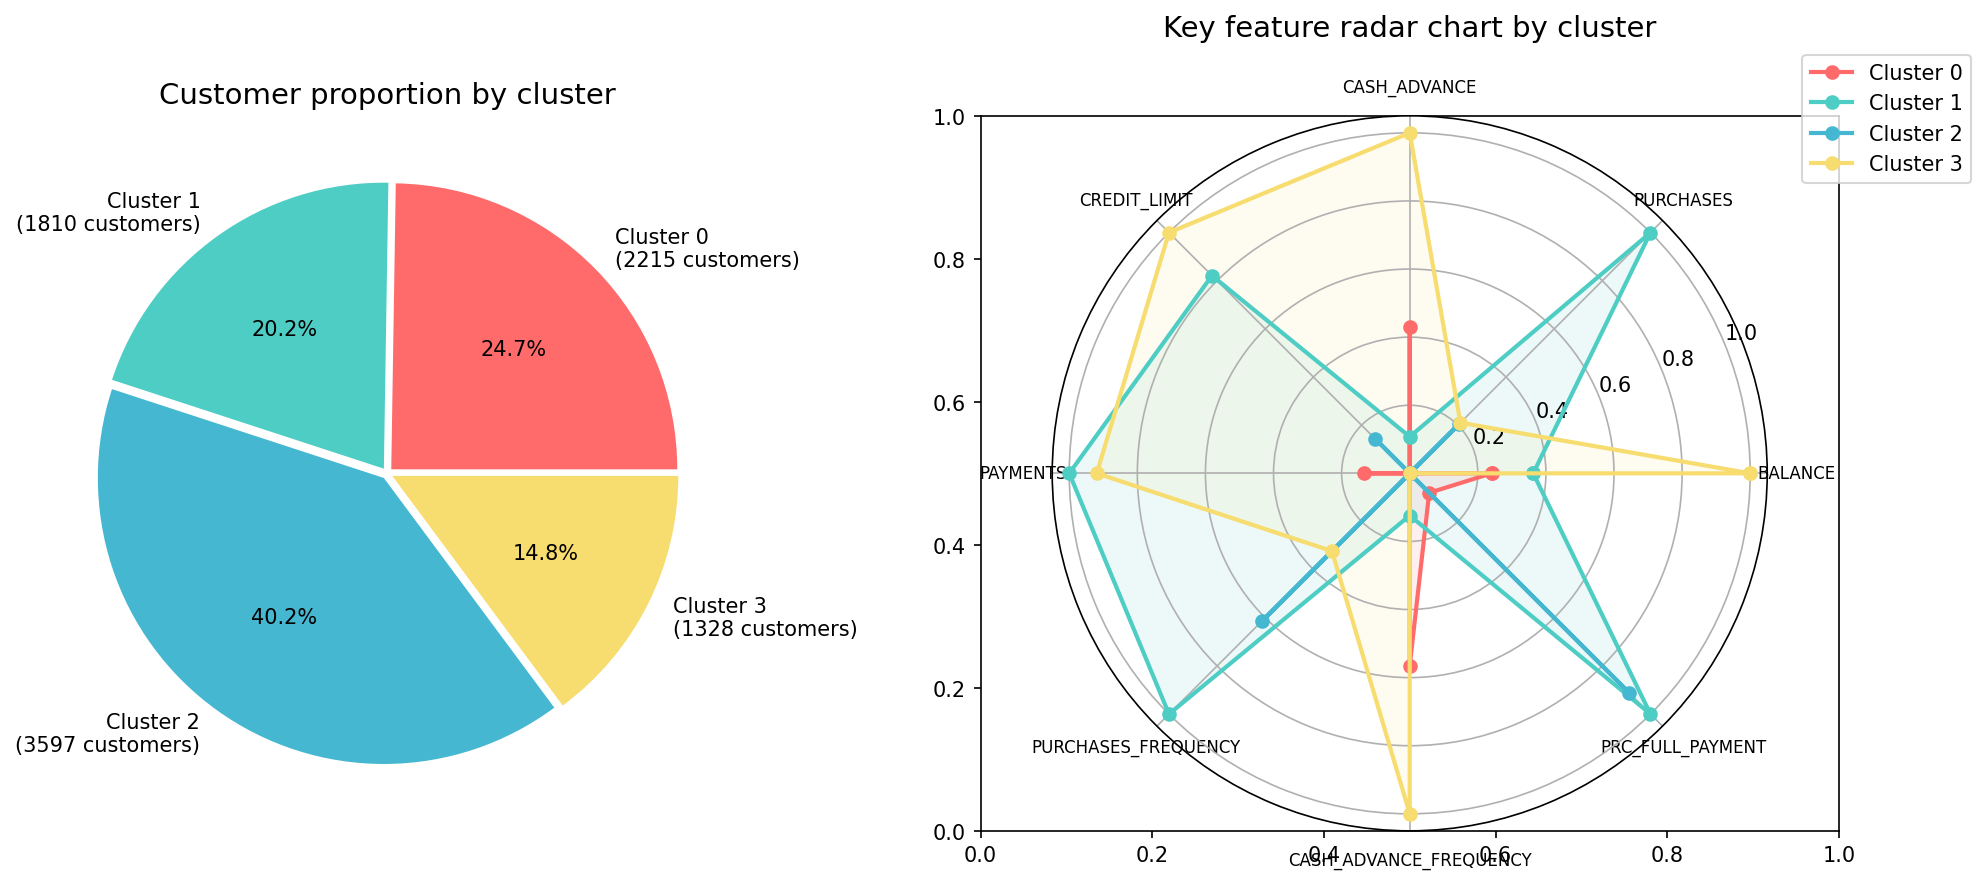 Customer proportion by cluster
Cluster 0
(2215 customers)
24.7%
Cluster 1
(1810 customers)
20.2%
Cluster 2
(3597 customers)
40.2%
Cluster 3
(1328 customers)
14.8%
Key feature radar chart by cluster
Cluster 0
Cluster 1
Cluster 2
Cluster 3
1.0
0.8
0.6
0.4
0.2
0.0
0.0
0.2
0.4
0.6
0.8
1.0
BALANCE
PURCHASES
CASH_ADVANCE
CREDIT_LIMIT
PAYMENTS
PURCHASES_FREQUENCY
CASH_ADVANCE_FREQUENCY
PRC_FULL_PAYMENT
0.2
0.4
0.6
0.8
1.0